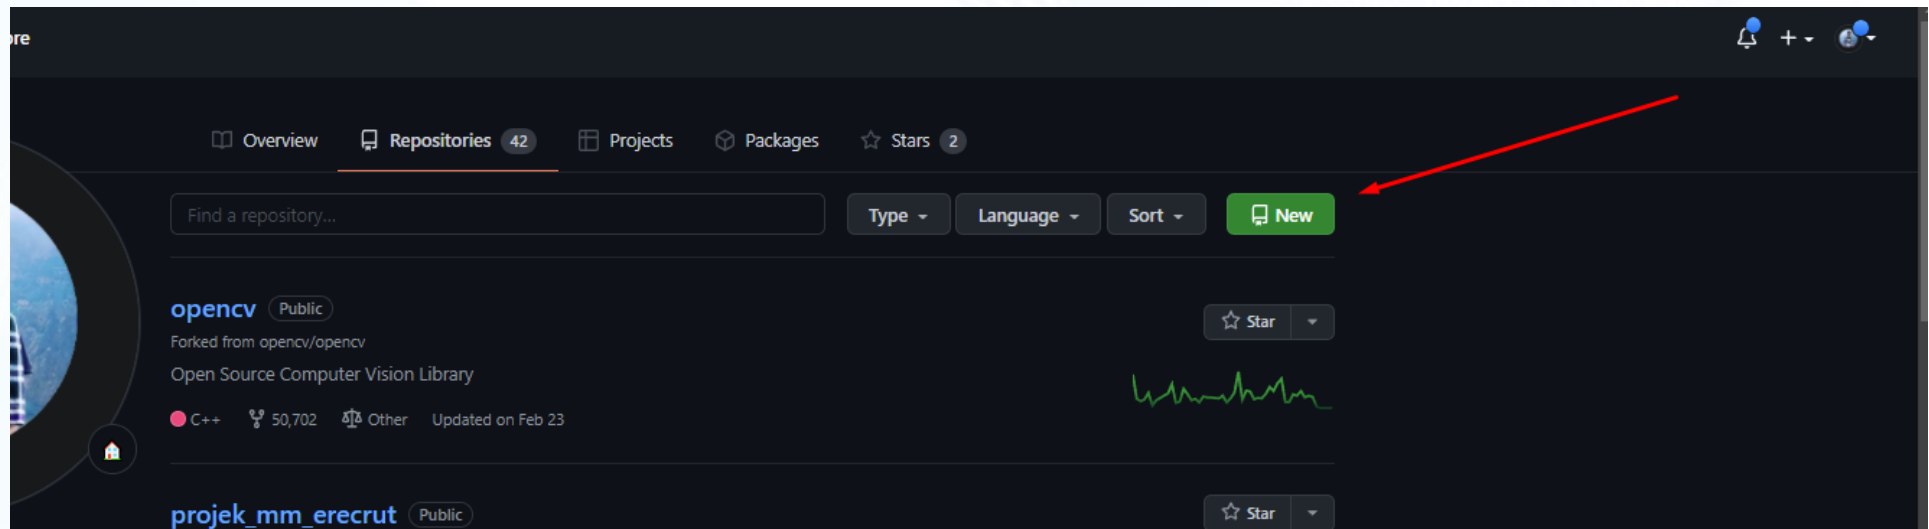 Overview Repositories 42 Projects Packages Stars 2
Find a repository... Type Language Sort New
opencv Public
Star
Forked from opencv/opencv
Open Source Computer Vision Library
C++ 50,702 Other Updated on Feb 23
projek_mm_erecrut Public
Star